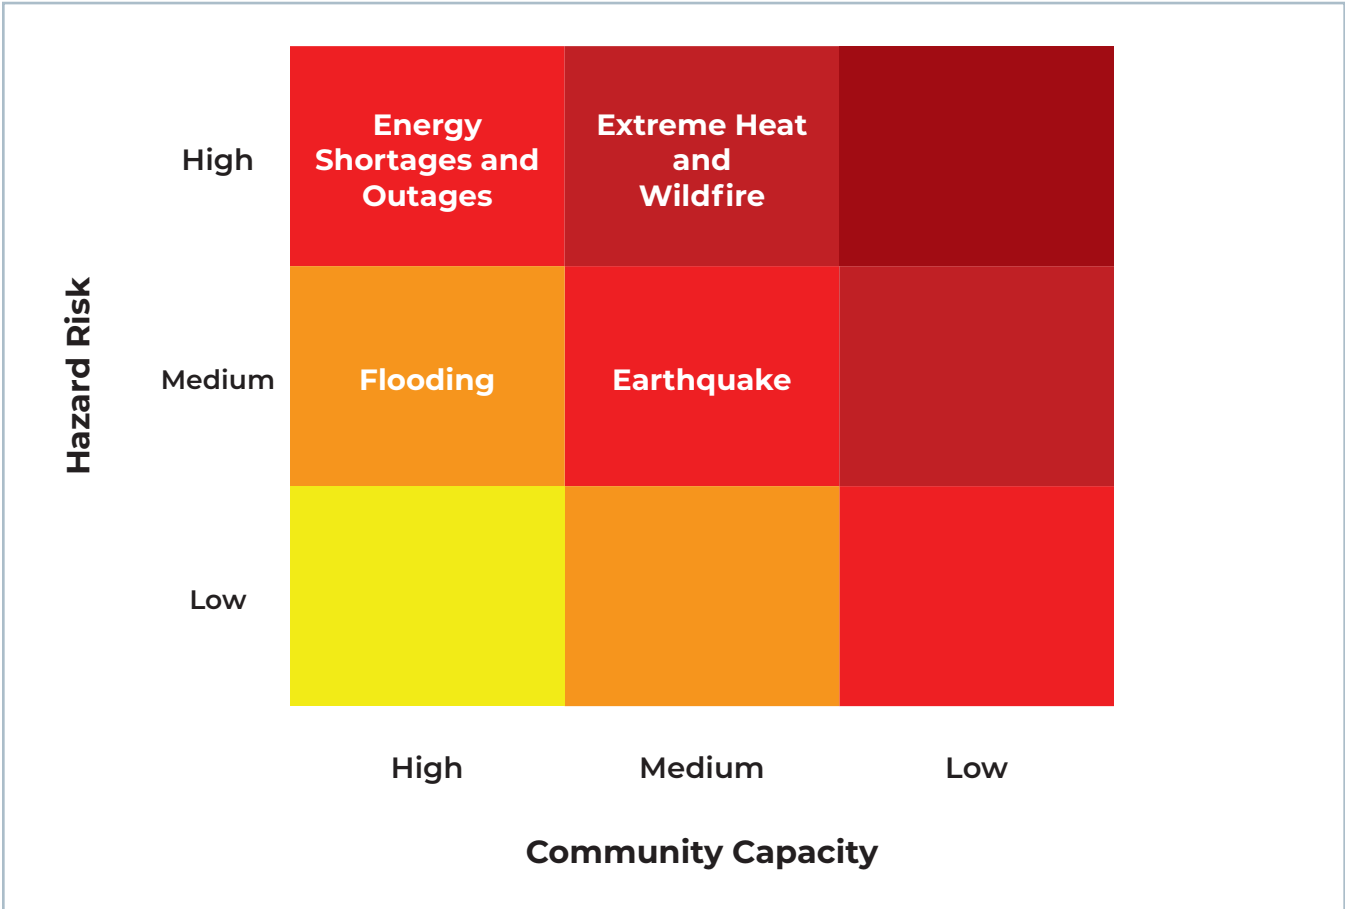 Hazard Risk
High
Energy
Shortages and
Outages
Extreme Heat
and
Wildfire
Medium
Flooding
Earthquake
Low
High
Medium
Low
Community Capacity